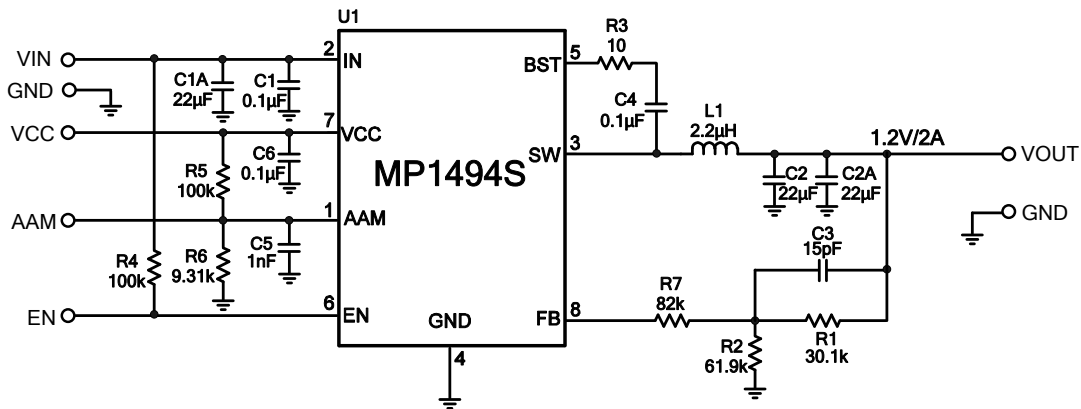 U1
VIN
GND
VCC
AAM
EN
2
IN
C1A
22µF
C1
0.1µF
7
VCC
R5
100k
C6
0.1µF
1
AAM
R4
100k
R6
9.31k
C5
1nF
6
EN
MP1494S
GND
4
BST
5
R3
10
C4
0.1µF
SW
3
L1
2.2µH
1.2V/2A
VOUT
C2
22µF
C2A
22µF
GND
C3
15pF
FB
8
R7
82k
R2
61.9k
R1
30.1k